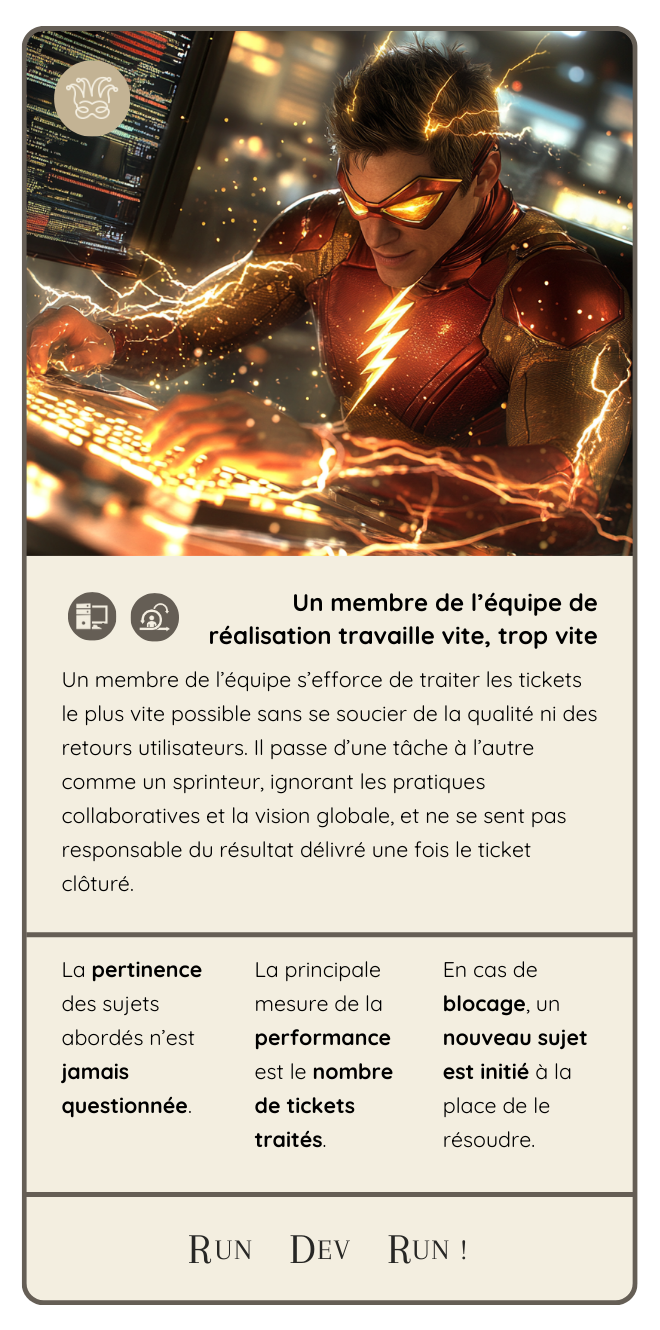 Un membre de l’équipe de
réalisation travaille vite, trop vite
Un membre de l’équipe s’efforce de traiter les tickets
le plus vite possible sans se soucier de la qualité ni des
retours utilisateurs. Il passe d’une tâche à l’autre
comme un sprinteur, ignorant les pratiques
collaboratives et la vision globale, et ne se sent pas
responsable du résultat délivré une fois le ticket
clôturé.
La pertinence
des sujets
abordés n’est
jamais
questionnée.
La principale
mesure de la
performance
est le nombre
de tickets
traités.
En cas de
blocage, un
nouveau sujet
est initié à la
place de le
résoudre.
Run Dev Run !